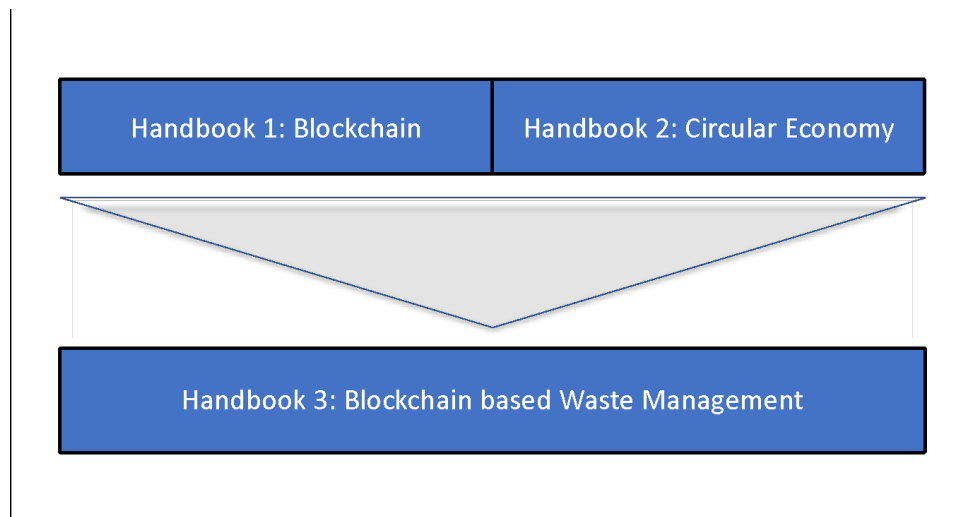 Handbook 1: Blockchain
Handbook 2: Circular Economy
Handbook 3: Blockchain based Waste Management